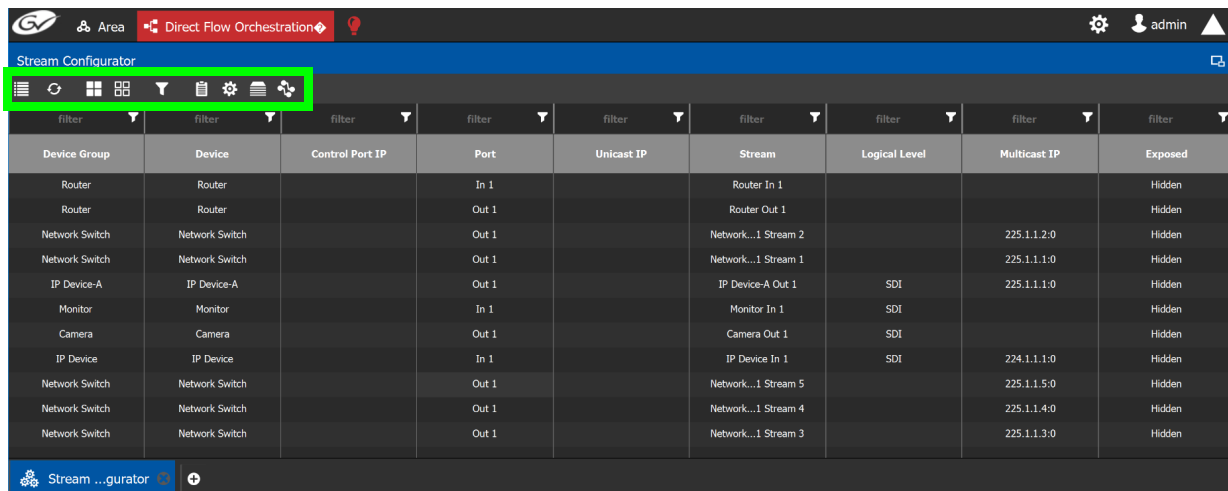 GV Area Direct Flow Orchestration� admin
Stream Configurator
filter filter filter filter filter filter filter filter filter
Device Group Device Control Port IP Port Unicast IP Stream Logical Level Multicast IP Exposed
Router Router In 1 Router In 1 Hidden
Router Router Out 1 Router Out 1 Hidden
Network Switch Network Switch Out 1 Network...1 Stream 2 225.1.1.2:0 Hidden
Network Switch Network Switch Out 1 Network...1 Stream 1 225.1.1.1:0 Hidden
IP Device-A IP Device-A Out 1 IP Device-A Out 1 SDI 225.1.1.1:0 Hidden
Monitor Monitor In 1 Monitor In 1 SDI Hidden
Camera Camera Out 1 Camera Out 1 SDI Hidden
IP Device IP Device In 1 IP Device In 1 SDI 224.1.1.1:0 Hidden
Network Switch Network Switch Out 1 Network...1 Stream 5 225.1.1.5:0 Hidden
Network Switch Network Switch Out 1 Network...1 Stream 4 225.1.1.4:0 Hidden
Network Switch Network Switch Out 1 Network...1 Stream 3 225.1.1.3:0 Hidden
Stream ...gurator